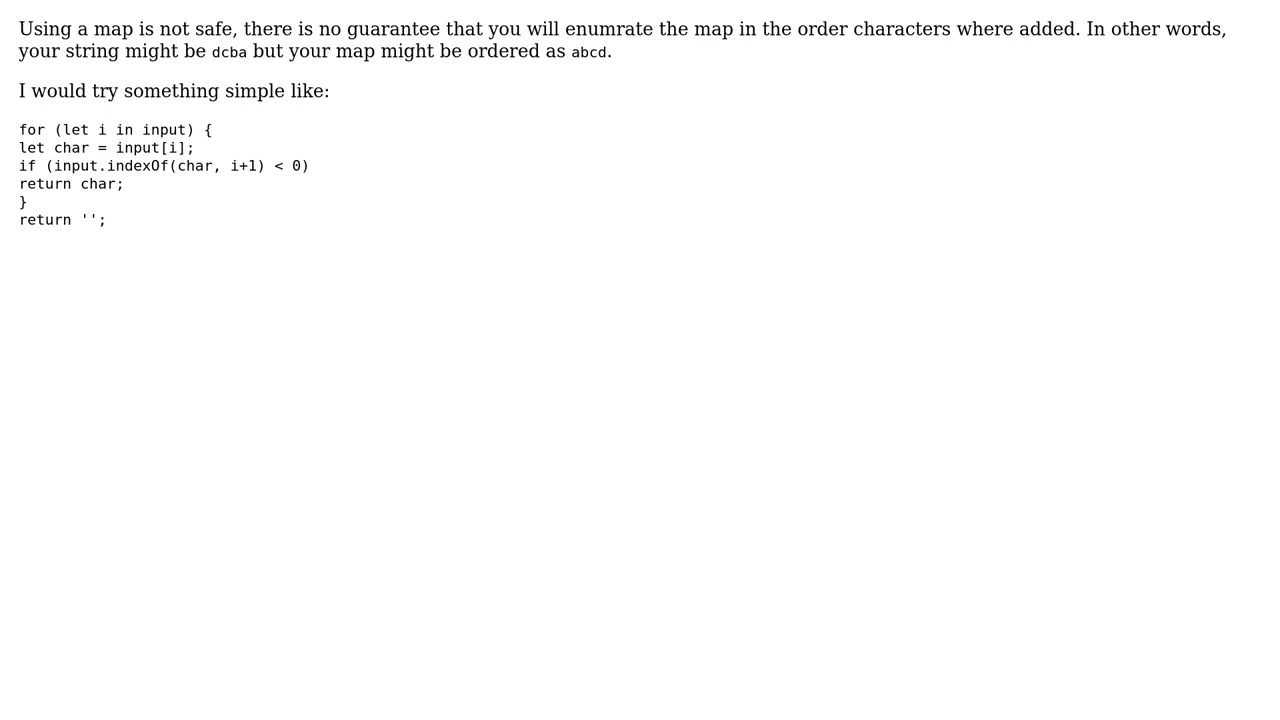 Using a map is not safe, there is no guarantee that you will enumrate the map in the order characters where added. In other words,
your string might be dcba but your map might be ordered as abcd.
I would try something simple like:
for (let i in input) {
let char = input[i];
if (input.indexOf(char, i+1) < 0)
return char;
}
return '';